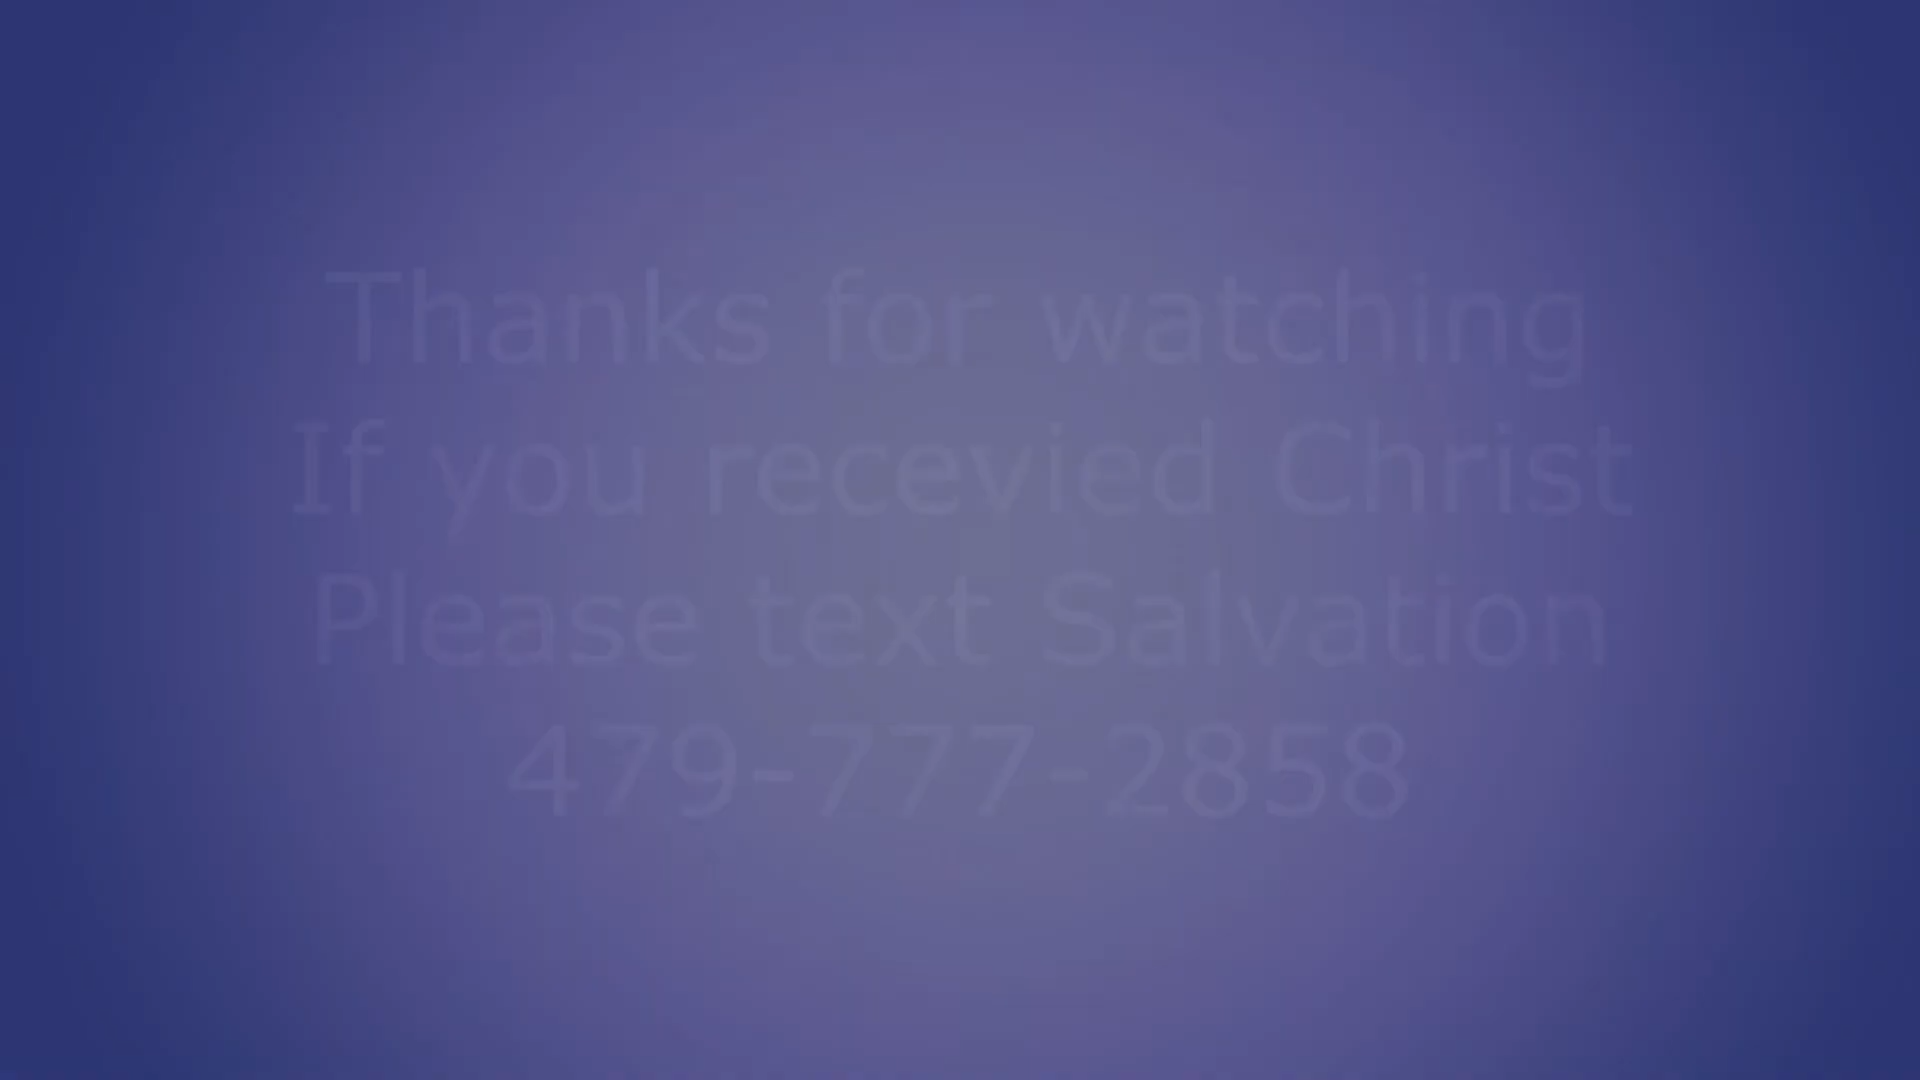 Thanks for watching
If you recevied Christ
Please text Salvation
479-777-2858